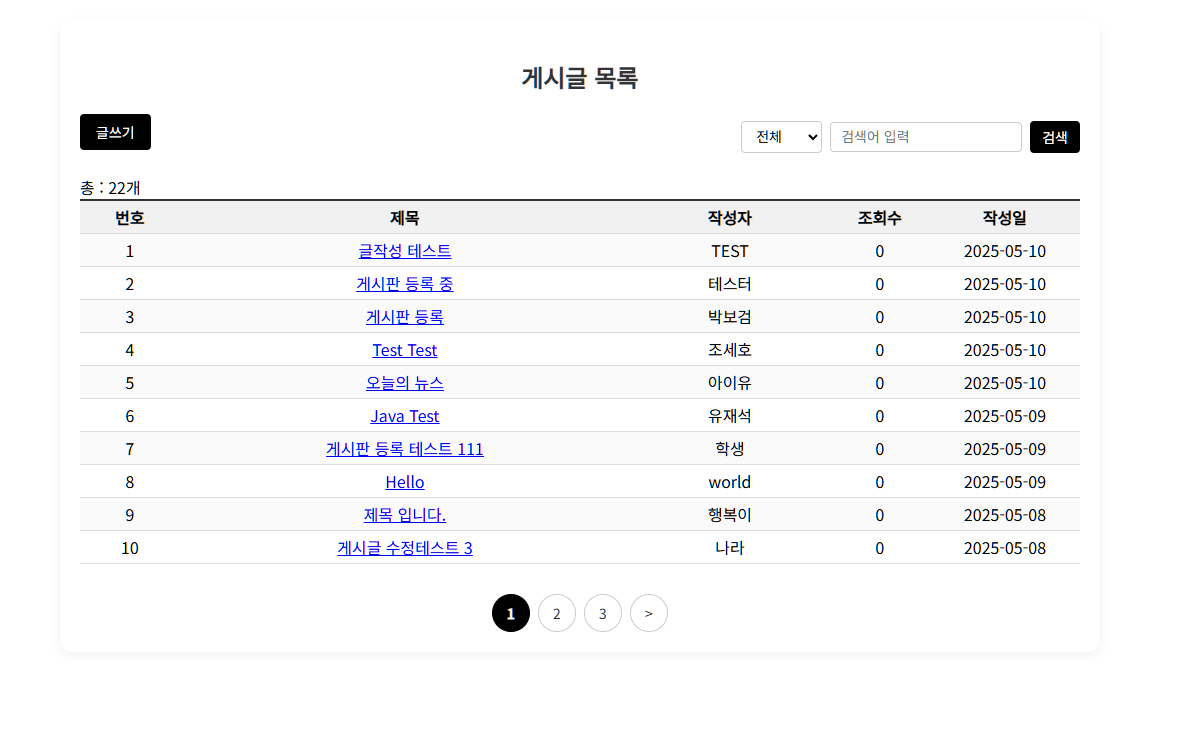 게시글 목록
글쓰기 전체 검색어 입력 검색
총 : 22개
번호 제목 작성자 조회수 작성일
1 글작성 테스트 TEST 0 2025-05-10
2 게시판 등록 중 테스터 0 2025-05-10
3 게시판 등록 박보검 0 2025-05-10
4 Test Test 조세호 0 2025-05-10
5 오늘의 뉴스 아이유 0 2025-05-10
6 Java Test 유재석 0 2025-05-09
7 게시판 등록 테스트 111 학생 0 2025-05-09
8 Hello world 0 2025-05-09
9 제목 입니다. 행복이 0 2025-05-08
10 게시글 수정테스트 3 나라 0 2025-05-08
1 2 3 >